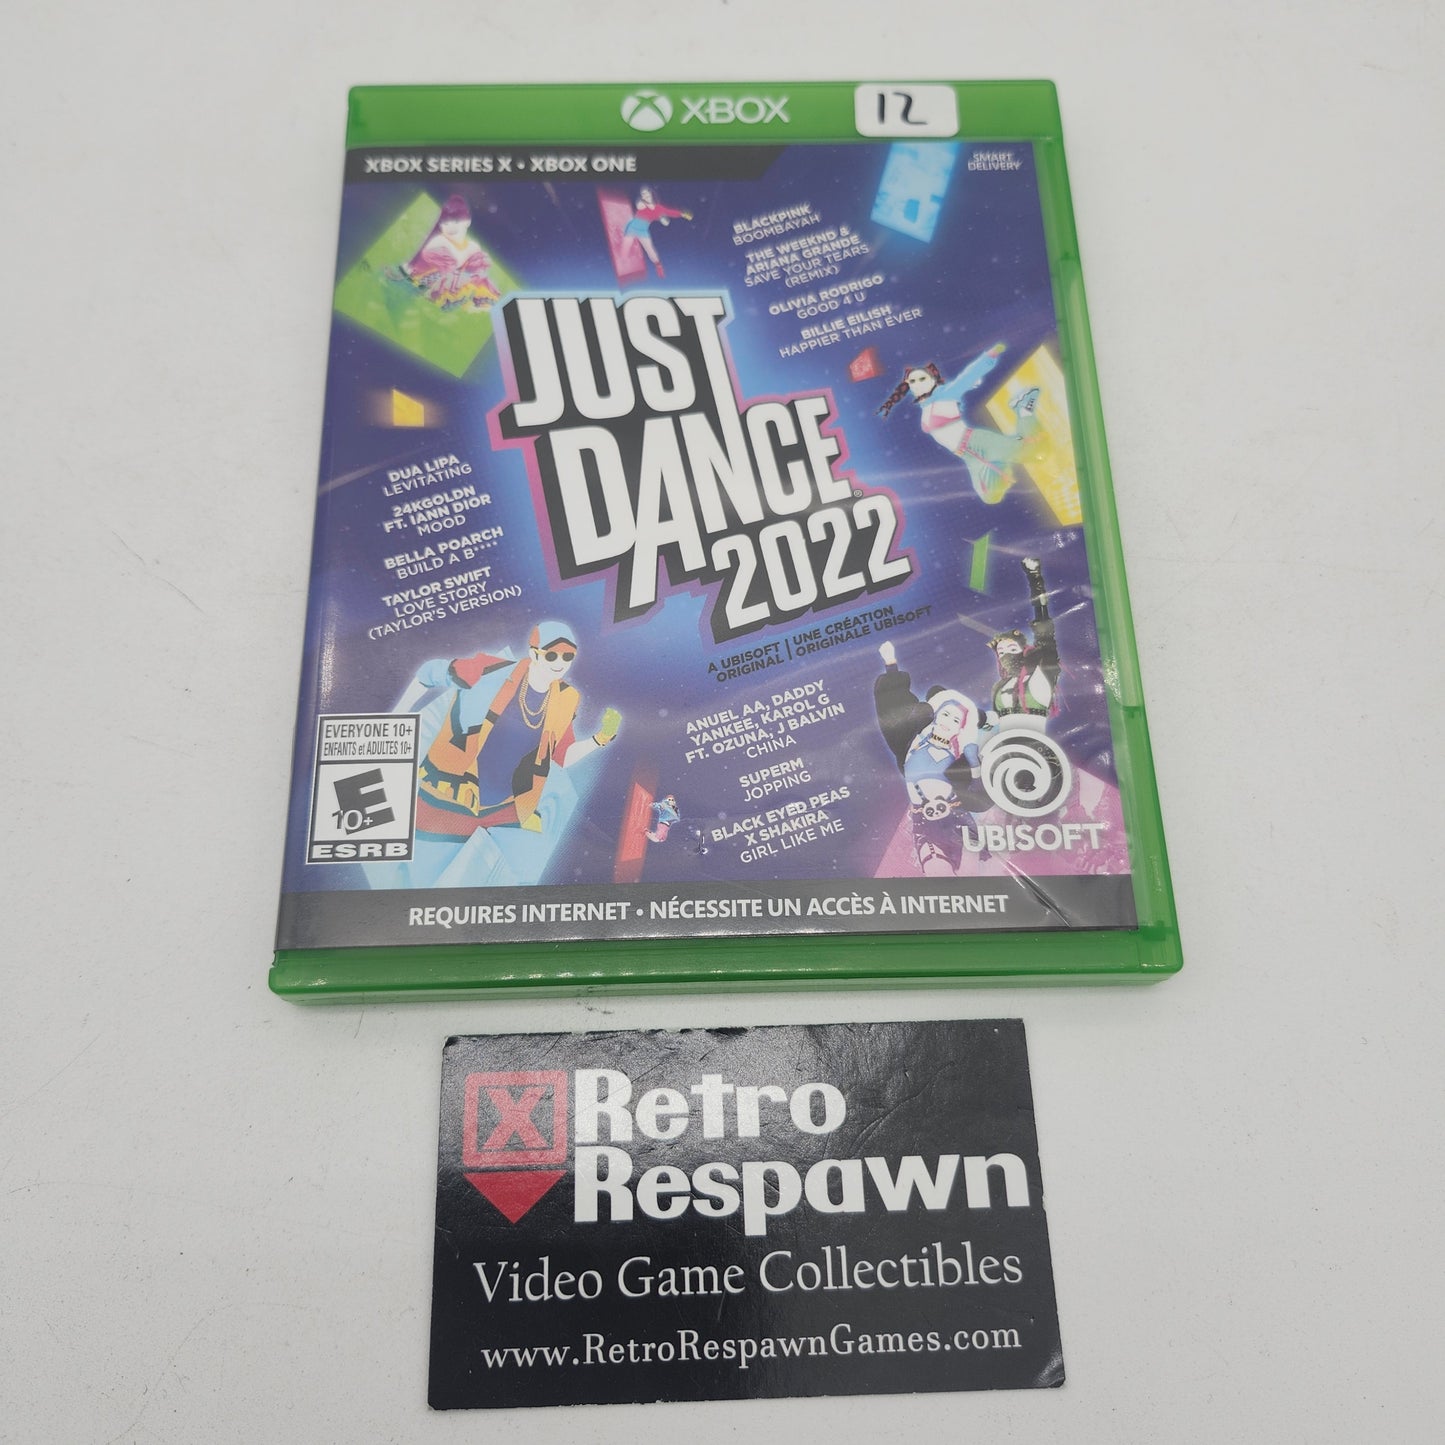 XBOX
12
XBOX SERIES X • XBOX ONE
SMART
DELIVERY
BLACKPINK
BOOMBAYAH
THE WEEKND &
ARIANA GRANDE
SAVE YOUR TEARS
(REMIX)
OLIVIA RODRIGO
GOOD 4 U
BILLIE EILISH
HAPPIER THAN EVER
JUST
DANCE®
2022
DUA LIPA
LEVITATING
24KGOLDN
FT. IANN DIOR
MOOD
BELLA POARCH
BUILD A B****
TAYLOR SWIFT
LOVE STORY
(TAYLOR'S VERSION)
A UBISOFT | UNE CRÉATION
ORIGINAL | ORIGINALE UBISOFT
ANUEL AA, DADDY
YANKEE, KAROL G
FT. OZUNA, J BALVIN
CHINA
SUPERM
JOPPING
BLACK EYED PEAS
X SHAKIRA
GIRL LIKE ME
EVERYONE 10+
ENFANTS et ADULTES 10+
E
10+
ESRB
UBISOFT
REQUIRES INTERNET • NÉCESSITE UN ACCÈS À INTERNET
X
Retro
Respawn
Video Game Collectibles
www.RetroRespawnGames.com